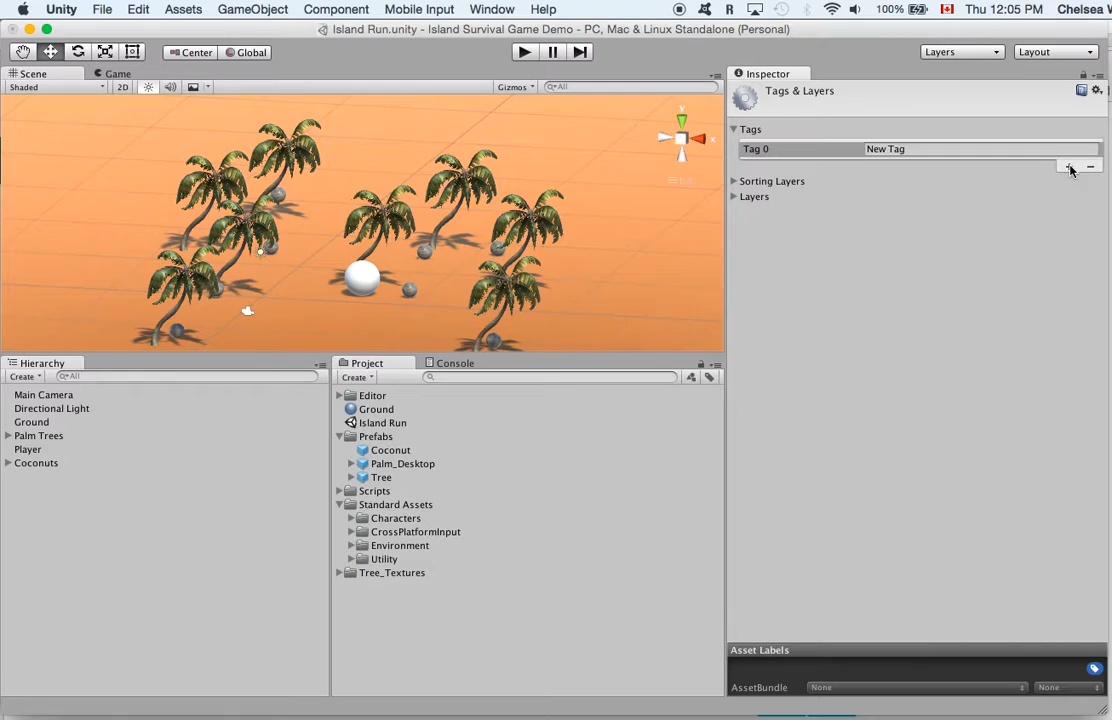 Unity File Edit Assets GameObject Component Mobile Input Window Help R 100% Thu 12:05 PM Chelsea W
Island Run.unity - Island Survival Game Demo - PC, Mac & Linux Standalone (Personal)
Center Global Layers Layout
Scene Game
Shaded 2D Gizmos All
y
x
Inspector
Tags & Layers
Tags
Tag 0 New Tag
Sorting Layers
Layers
Hierarchy
Create All
Main Camera
Directional Light
Ground
Palm Trees
Player
Coconuts
Project Console
Create
Editor
Ground
Island Run
Prefabs
Coconut
Palm_Desktop
Tree
Scripts
Standard Assets
Characters
CrossPlatformInput
Environment
Utility
Tree_Textures
Asset Labels
AssetBundle None None